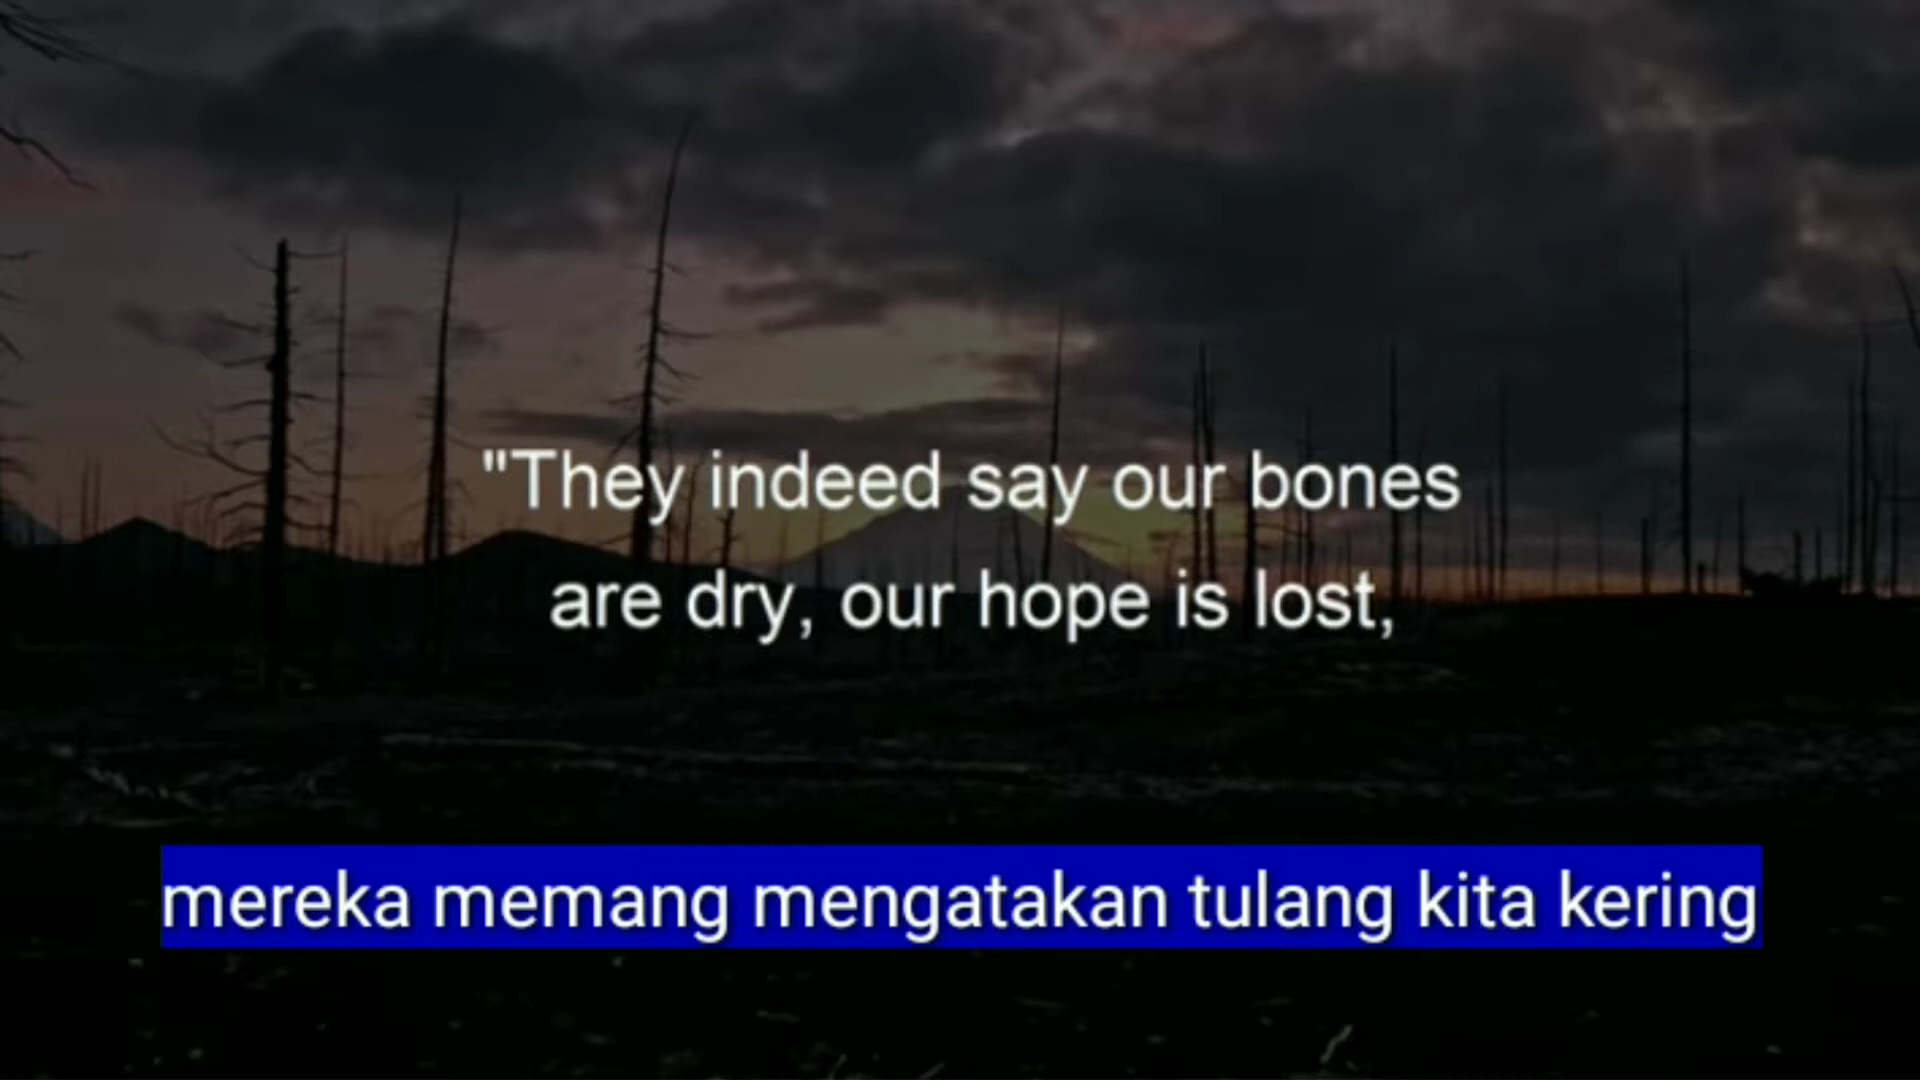 "They indeed say our bones
are dry, our hope is lost,
mereka memang mengatakan tulang kita kering